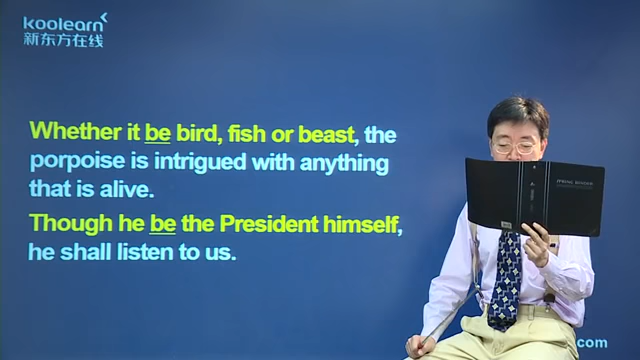 koolearn
新东方在线
Whether it be bird, fish or beast, the
porpoise is intrigued with anything
that is alive.
Though he be the President himself,
he shall listen to us.
com